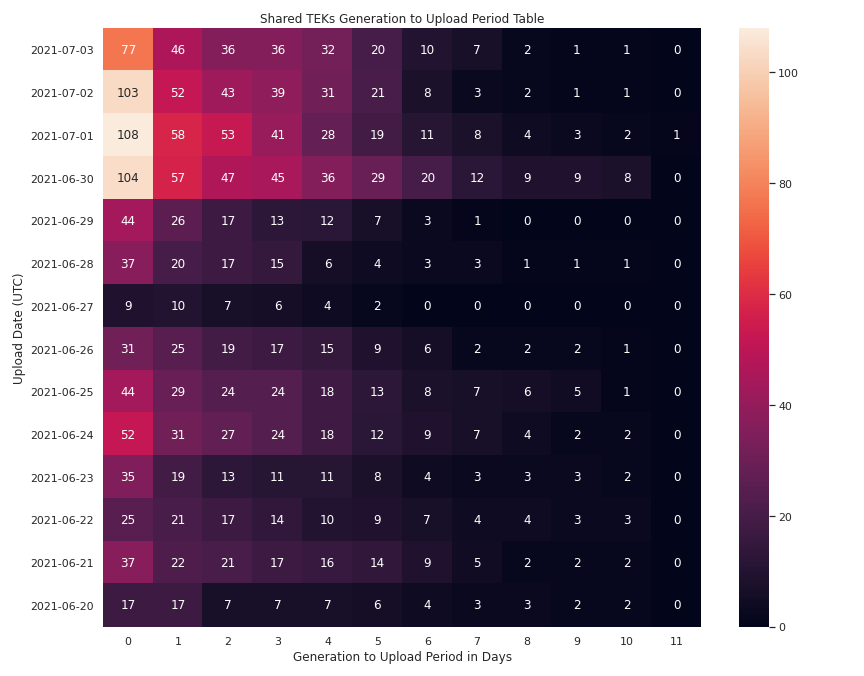 Shared TEKs Generation to Upload Period Table
Upload Date (UTC)
2021-07-03 77 46 36 36 32 20 10 7 2 1 1 0
2021-07-02 103 52 43 39 31 21 8 3 2 1 1 0
2021-07-01 108 58 53 41 28 19 11 8 4 3 2 1
2021-06-30 104 57 47 45 36 29 20 12 9 9 8 0
2021-06-29 44 26 17 13 12 7 3 1 0 0 0 0
2021-06-28 37 20 17 15 6 4 3 3 1 1 1 0
2021-06-27 9 10 7 6 4 2 0 0 0 0 0 0
2021-06-26 31 25 19 17 15 9 6 2 2 2 1 0
2021-06-25 44 29 24 24 18 13 8 7 6 5 1 0
2021-06-24 52 31 27 24 18 12 9 7 4 2 2 0
2021-06-23 35 19 13 11 11 8 4 3 3 3 2 0
2021-06-22 25 21 17 14 10 9 7 4 4 3 3 0
2021-06-21 37 22 21 17 16 14 9 5 2 2 2 0
2021-06-20 17 17 7 7 7 6 4 3 3 2 2 0
0 1 2 3 4 5 6 7 8 9 10 11
Generation to Upload Period in Days
100
80
60
40
20
0